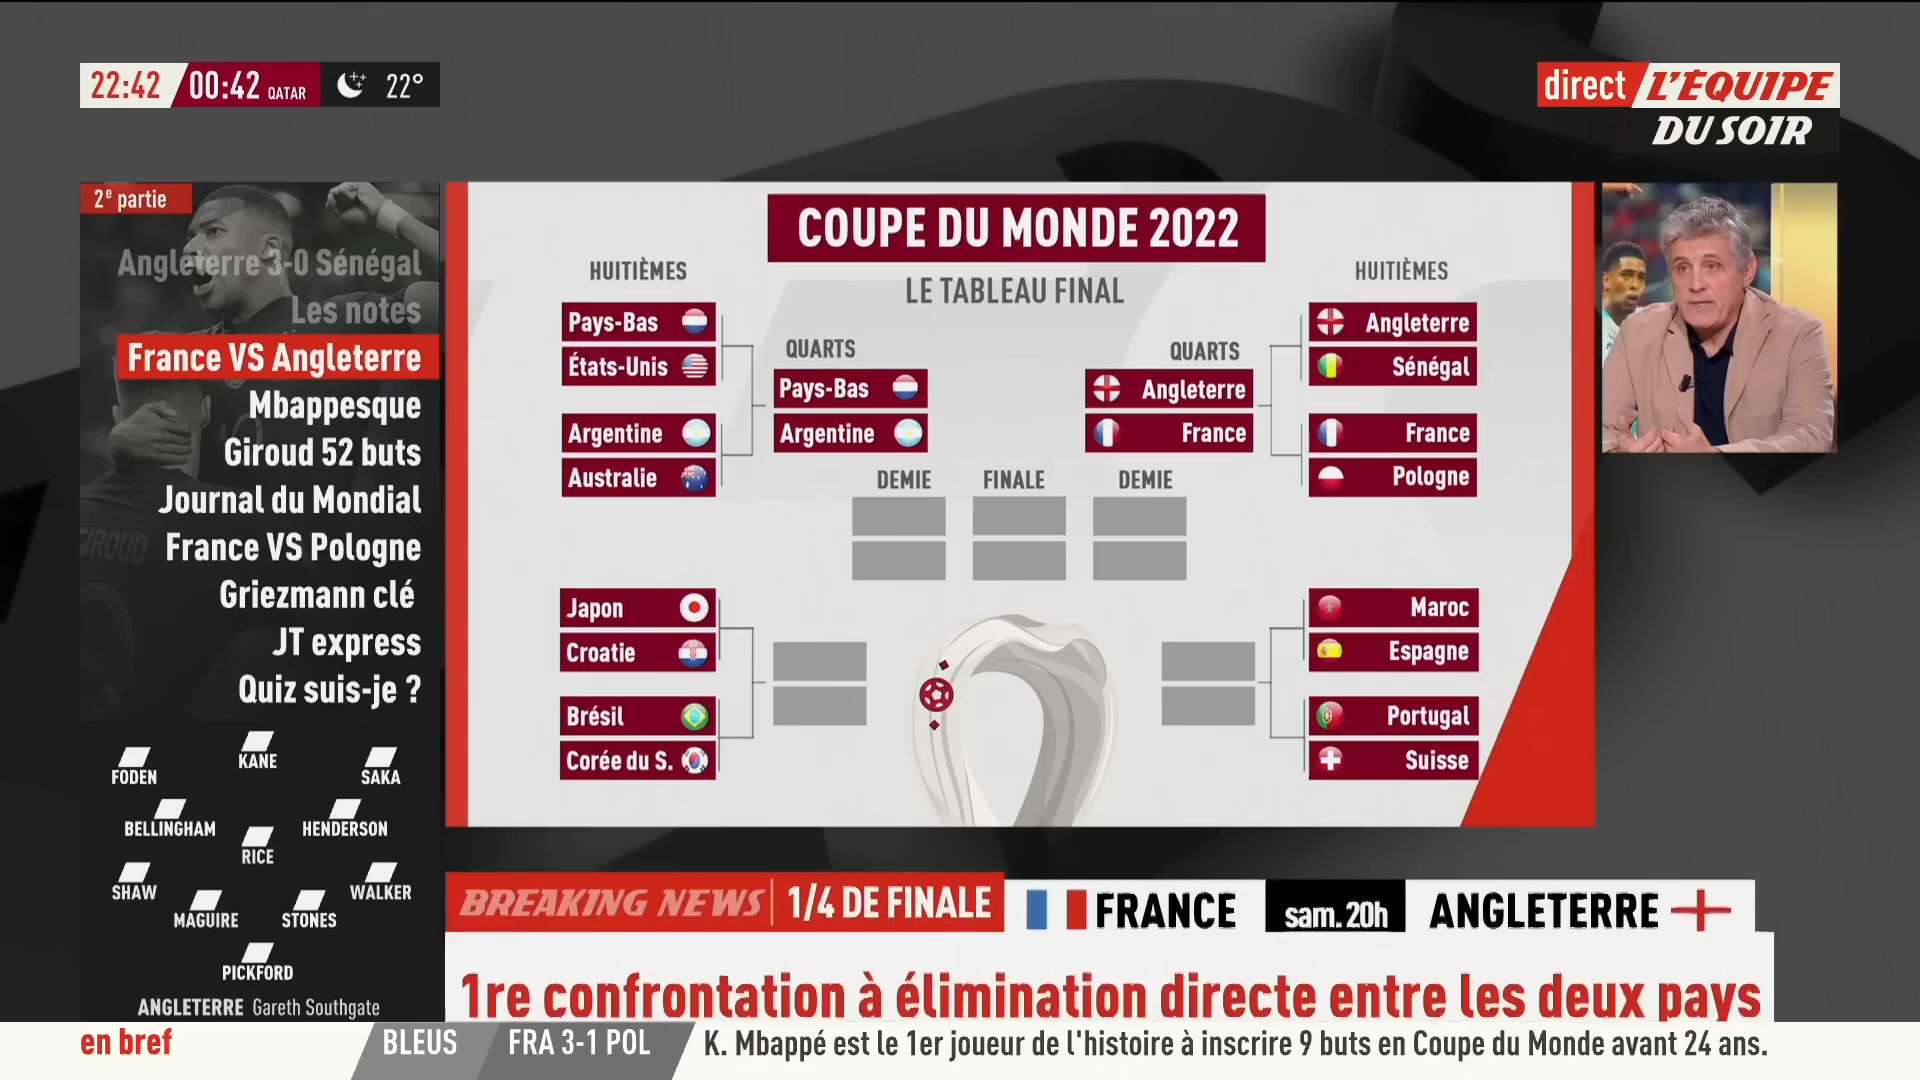 22:42 00:42 QATAR 22°
direct L'ÉQUIPE
DU SOIR
2e partie
Angleterre 3-0 Sénégal
Les notes
France VS Angleterre
Mbappesque
Giroud 52 buts
Journal du Mondial
France VS Pologne
Griezmann clé
JT express
Quiz suis-je ?
GIROUD
KANE
FODEN
SAKA
BELLINGHAM
HENDERSON
RICE
SHAW
WALKER
MAGUIRE
STONES
PICKFORD
ANGLETERRE Gareth Southgate
COUPE DU MONDE 2022
LE TABLEAU FINAL
HUITIÈMES
Pays-Bas
États-Unis
Argentine
Australie
QUARTS
Pays-Bas
Argentine
QUARTS
Angleterre
France
HUITIÈMES
Angleterre
Sénégal
France
Pologne
DEMIE
FINALE
DEMIE
Japon
Croatie
Brésil
Corée du S.
Maroc
Espagne
Portugal
Suisse
BREAKING NEWS 1/4 DE FINALE FRANCE sam. 20h ANGLETERRE
1re confrontation à élimination directe entre les deux pays
en bref BLEUS FRA 3-1 POL K. Mbappé est le 1er joueur de l'histoire à inscrire 9 buts en Coupe du Monde avant 24 ans.